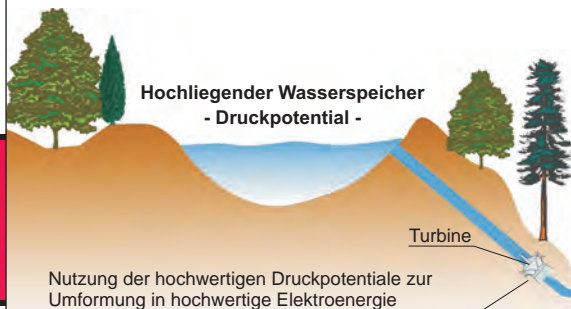 Hochliegender Wasserspeicher
- Druckpotential -
Turbine
Nutzung der hochwertigen Druckpotentiale zur
Umformung in hochwertige Elektroenergie